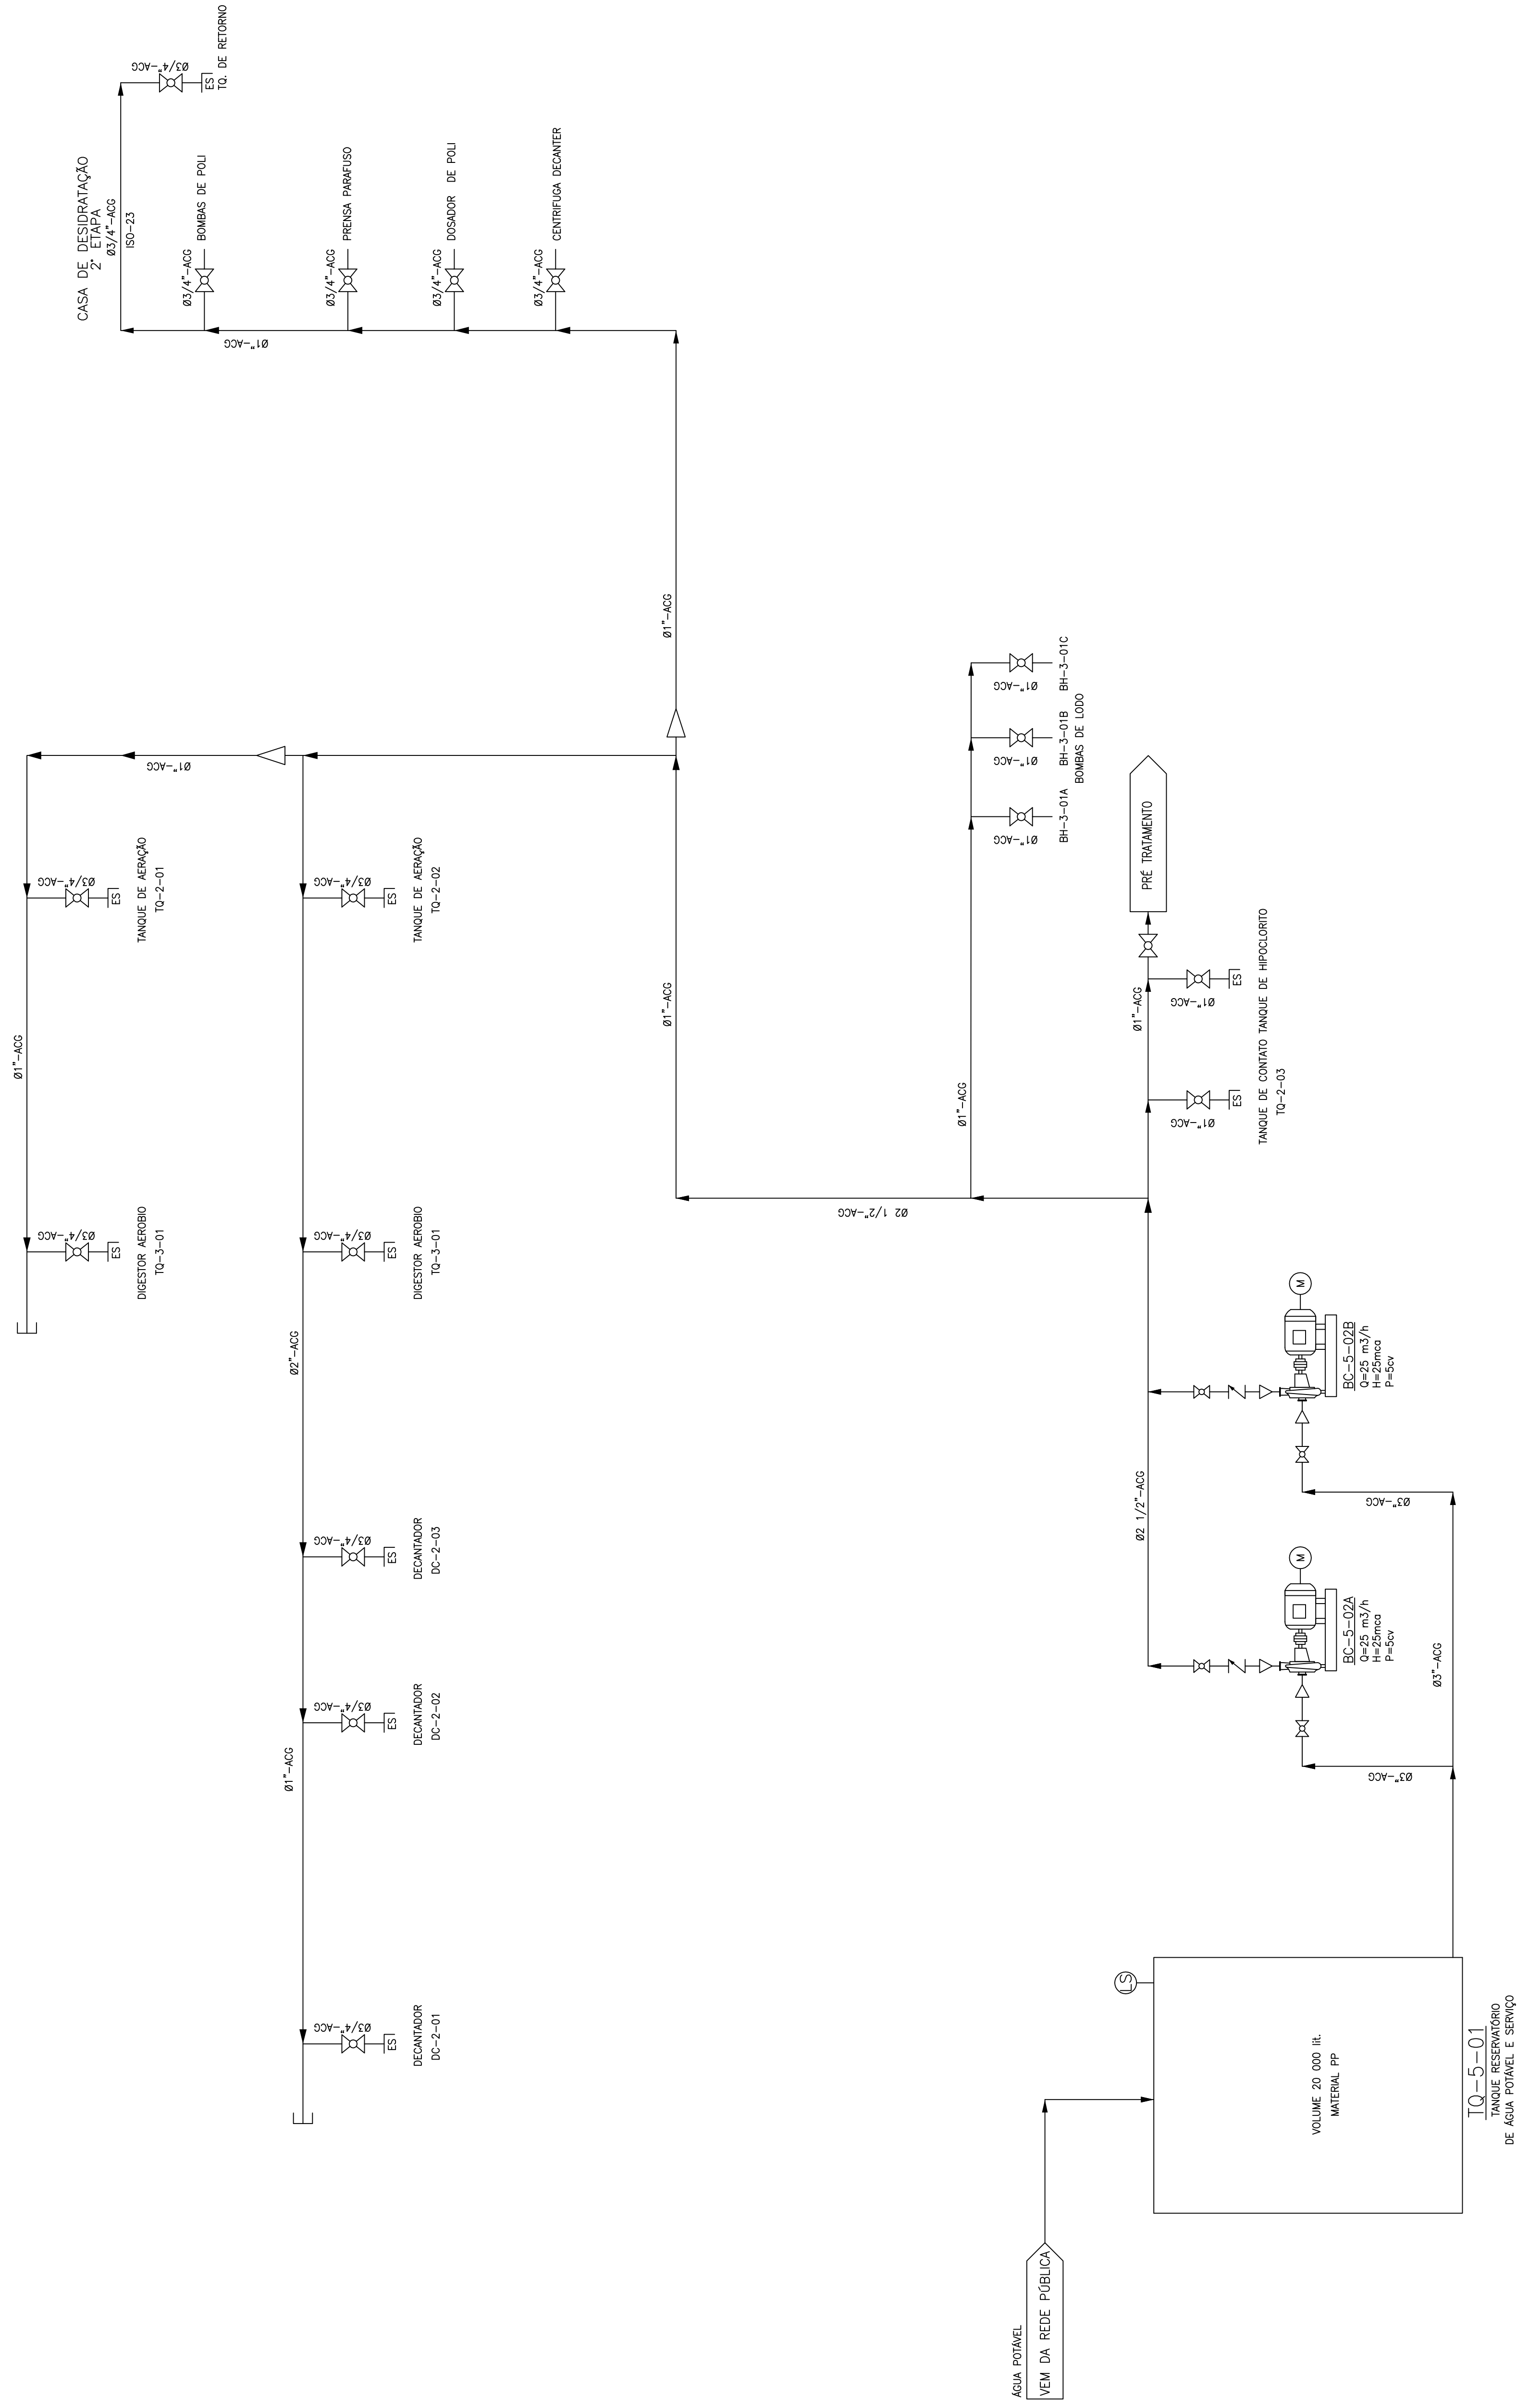 CASA DE DESIDRATAÇÃO
2° ETAPA
Ø3/4"-ACG
ISO-23
Ø3/4"-ACG
ES
TQ. DE RETORNO
Ø3/4"-ACG
BOMBAS DE POLI
Ø3/4"-ACG
PRENSA PARAFUSO
Ø3/4"-ACG
DOSADOR DE POLI
Ø3/4"-ACG
CENTRIFUGA DECANTER
Ø1"-ACG
Ø1"-ACG
Ø1"-ACG
Ø3/4"-ACG
ES
TANQUE DE AERAÇÃO
TQ-2-01
Ø1"-ACG
Ø3/4"-ACG
ES
DIGESTOR AEROBIO
TQ-3-01
Ø3/4"-ACG
ES
TANQUE DE AERAÇÃO
TQ-2-02
Ø3/4"-ACG
ES
DIGESTOR AEROBIO
TQ-3-01
Ø2"-ACG
Ø3/4"-ACG
ES
DECANTADOR
DC-2-03
Ø3/4"-ACG
ES
DECANTADOR
DC-2-02
Ø1"-ACG
Ø3/4"-ACG
ES
DECANTADOR
DC-2-01
Ø1"-ACG
Ø2 1/2"-ACG
Ø1"-ACG
Ø1"-ACG
Ø1"-ACG
Ø1"-ACG
BH-3-01A
BH-3-01B
BH-3-01C
BOMBAS DE LODO
PRÉ TRATAMENTO
Ø1"-ACG
Ø1"-ACG
ES
Ø1"-ACG
ES
TANQUE DE CONTATO TANQUE DE HIPOCLORITO
TQ-2-03
Ø2 1/2"-ACG
M
BC-5-02B
Q=25 m3/h
H=25mca
P=5cv
Ø3"-ACG
M
BC-5-02A
Q=25 m3/h
H=25mca
P=5cv
Ø3"-ACG
Ø3"-ACG
LS
VOLUME 20 000 lit.
MATERIAL PP
TQ-5-01
TANQUE RESERVATÓRIO
DE ÁGUA POTÁVEL E SERVIÇO
ÁGUA POTÁVEL
VEM DA REDE PÚBLICA